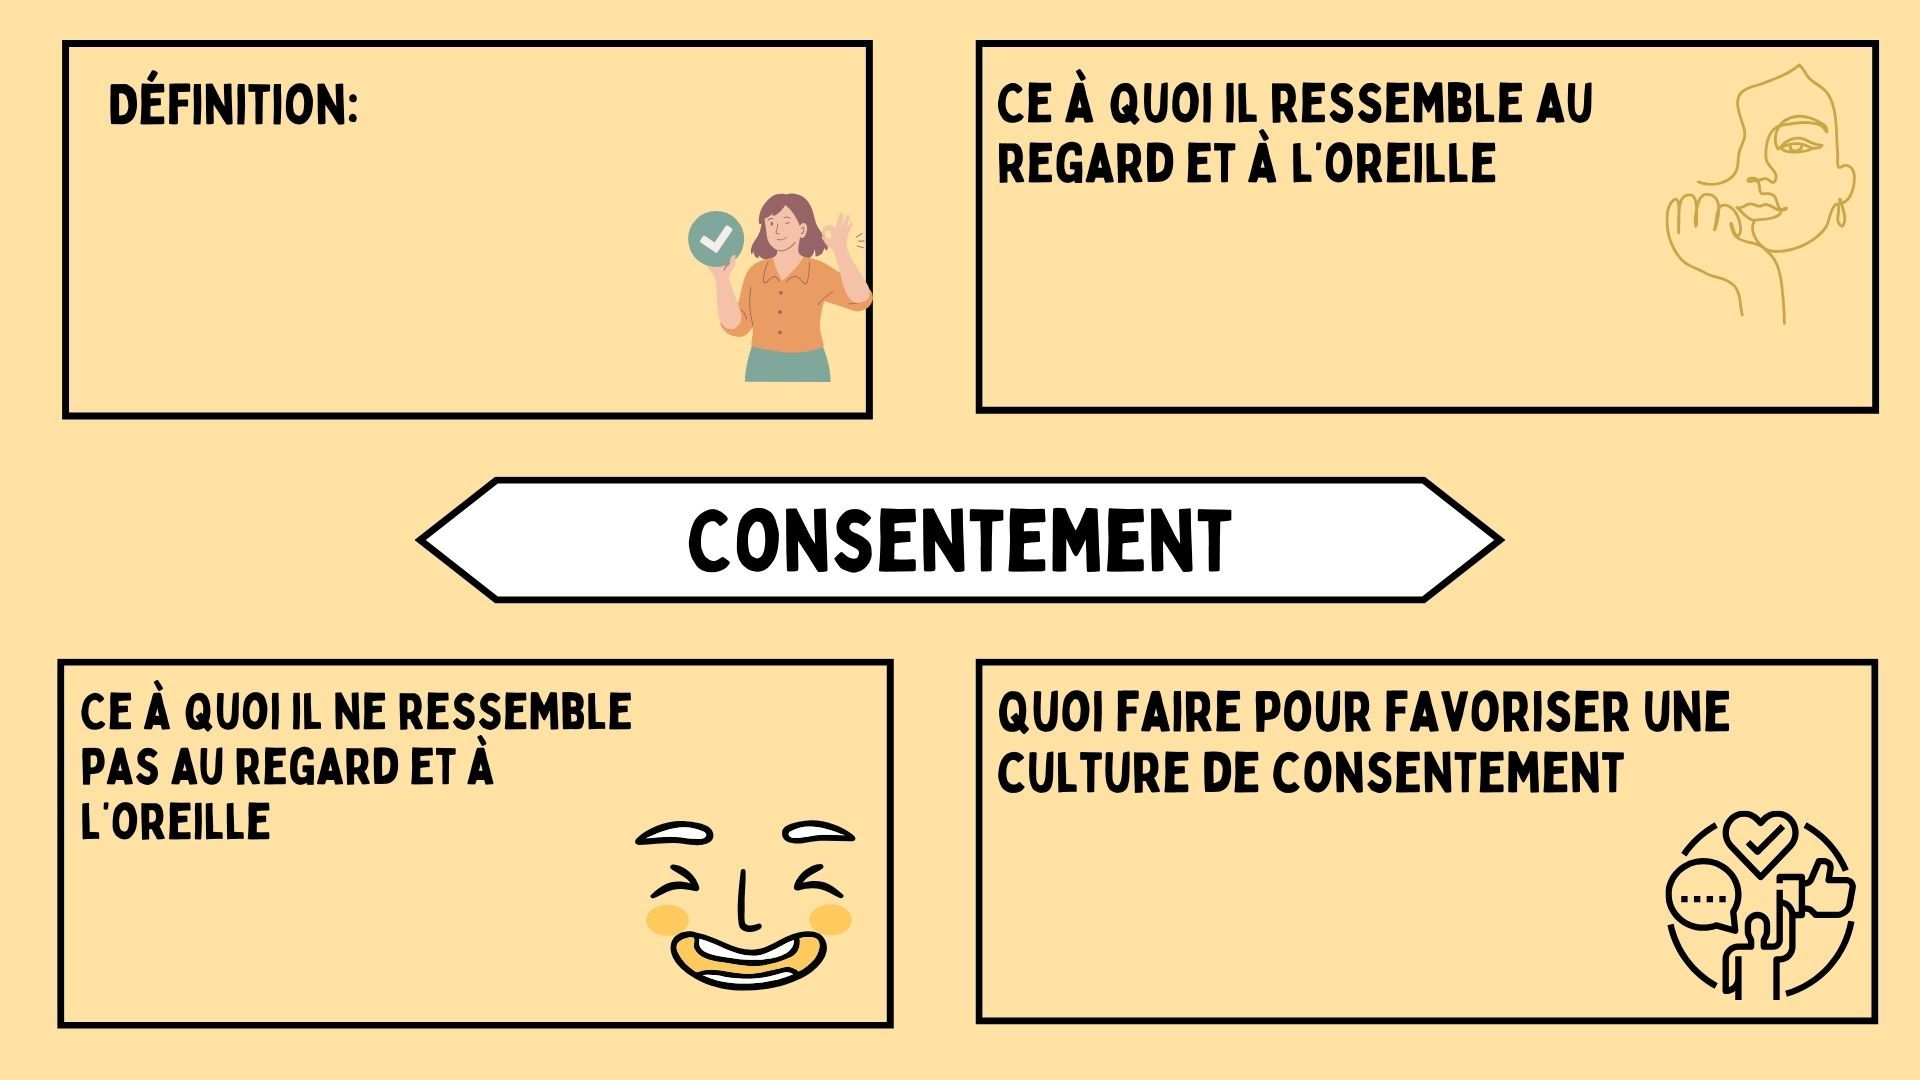 DÉFINITION:
CE À QUOI IL RESSEMBLE AU
REGARD ET À L'OREILLE
CONSENTEMENT
CE À QUOI IL NE RESSEMBLE
PAS AU REGARD ET À
L'OREILLE
QUOI FAIRE POUR FAVORISER UNE
CULTURE DE CONSENTEMENT